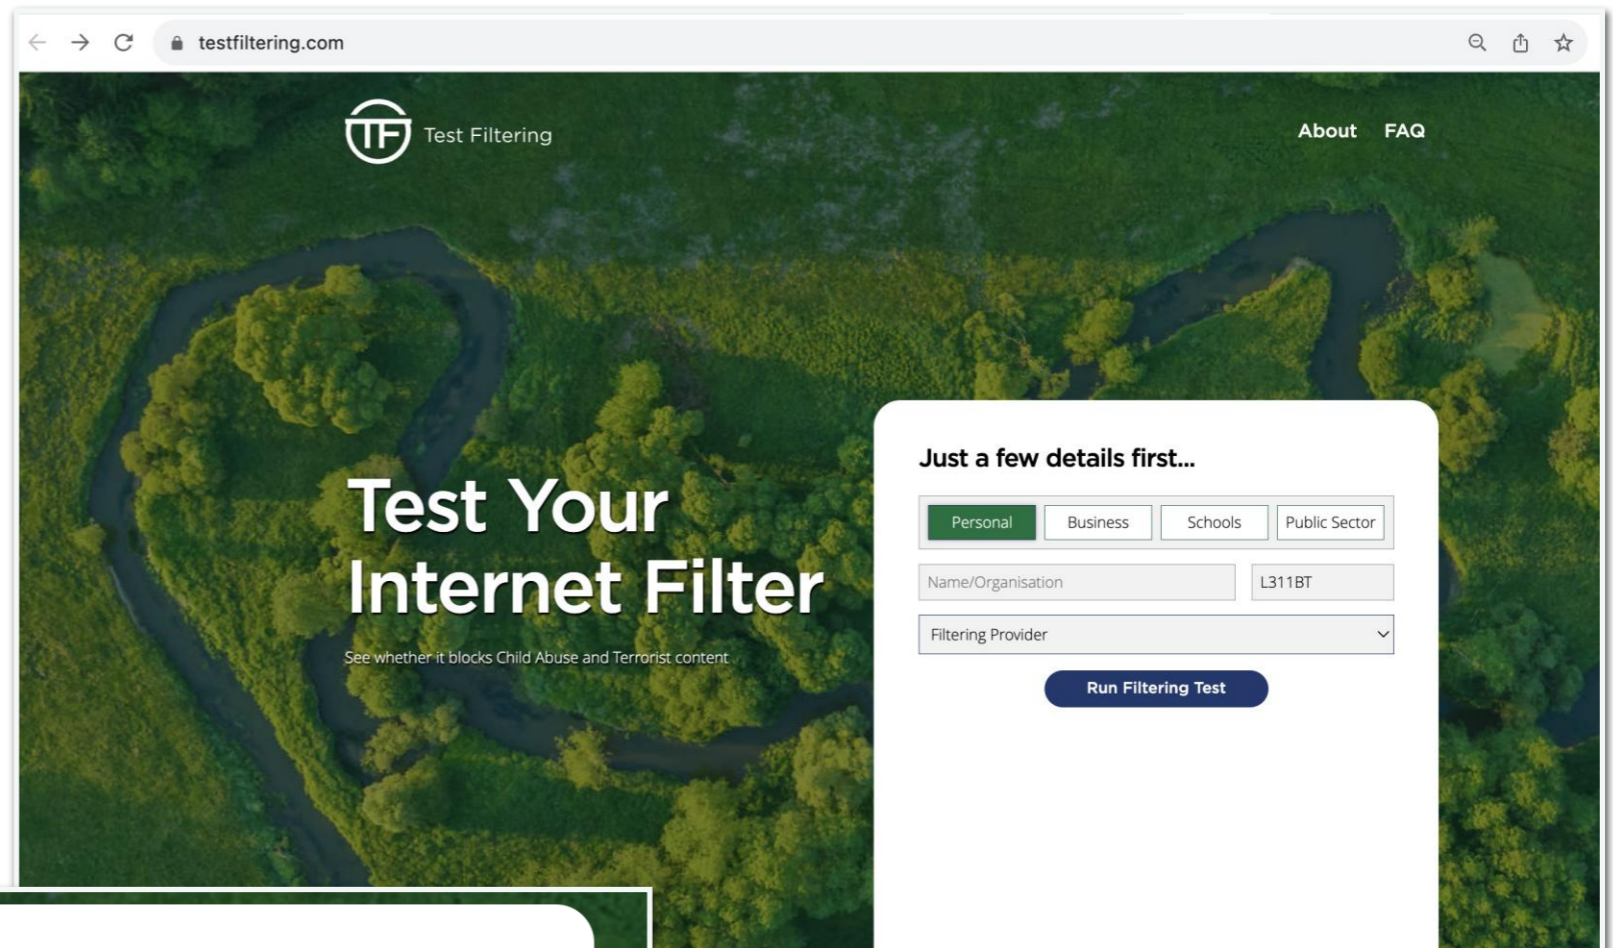 testfiltering.com
TF Test Filtering
About FAQ
Test Your
Internet Filter
See whether it blocks Child Abuse and Terrorist content
Just a few details first...
Personal Business Schools Public Sector
Name/Organisation L311BT
Filtering Provider
Run Filtering Test